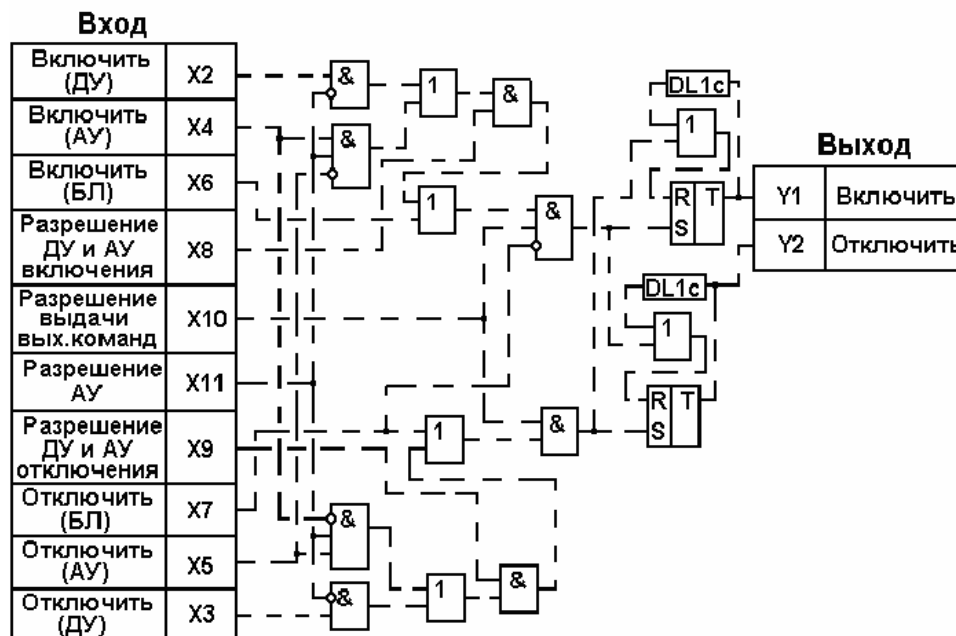 Вход
Включить
(ДУ)
X2
Включить
(АУ)
X4
Включить
(БЛ)
X6
Разрешение
ДУ и АУ
включения
X8
Разрешение
выдачи
вых.команд
X10
Разрешение
АУ
X11
Разрешение
ДУ и АУ
отключения
X9
Отключить
(БЛ)
X7
Отключить
(АУ)
X5
Отключить
(ДУ)
X3
&
1
&
&
1
&
DL1c
1
R T
S
DL1c
1
R T
S
1
&
&
1
&
&
Выход
Y1 Включить
Y2 Отключить